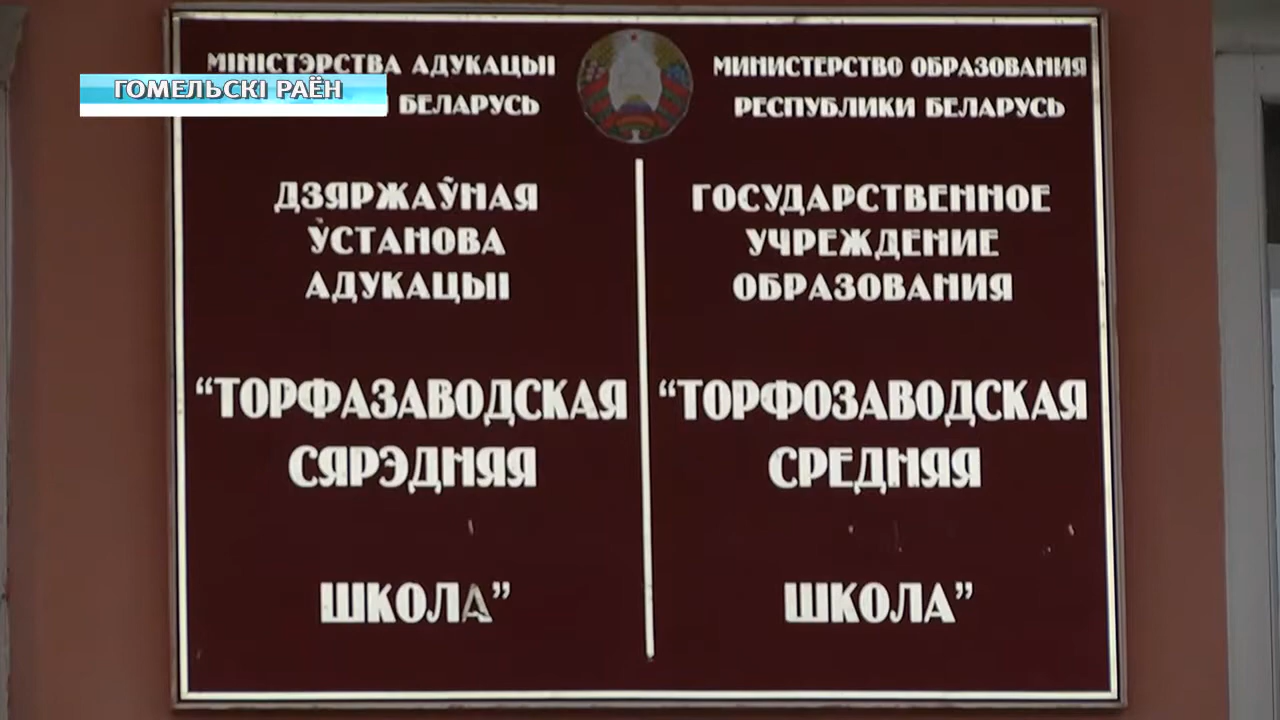 ГОМЕЛЬСКІ РАЁН
МІНІСТЭРСТВА АДУКАЦЫІ
БЕЛАРУСЬ
ДЗЯРЖАЎНАЯ
ЎСТАНОВА
АДУКАЦЫІ
“ТОРФАЗАВОДСКАЯ
СЯРЭДНЯЯ
ШКОЛА”
МИНИСТЕРСТВО ОБРАЗОВАНИЯ
РЕСПУБЛИКИ БЕЛАРУСЬ
ГОСУДАРСТВЕННОЕ
УЧРЕЖДЕНИЕ
ОБРАЗОВАНИЯ
“ТОРФОЗАВОДСКАЯ
СРЕДНЯЯ
ШКОЛА”